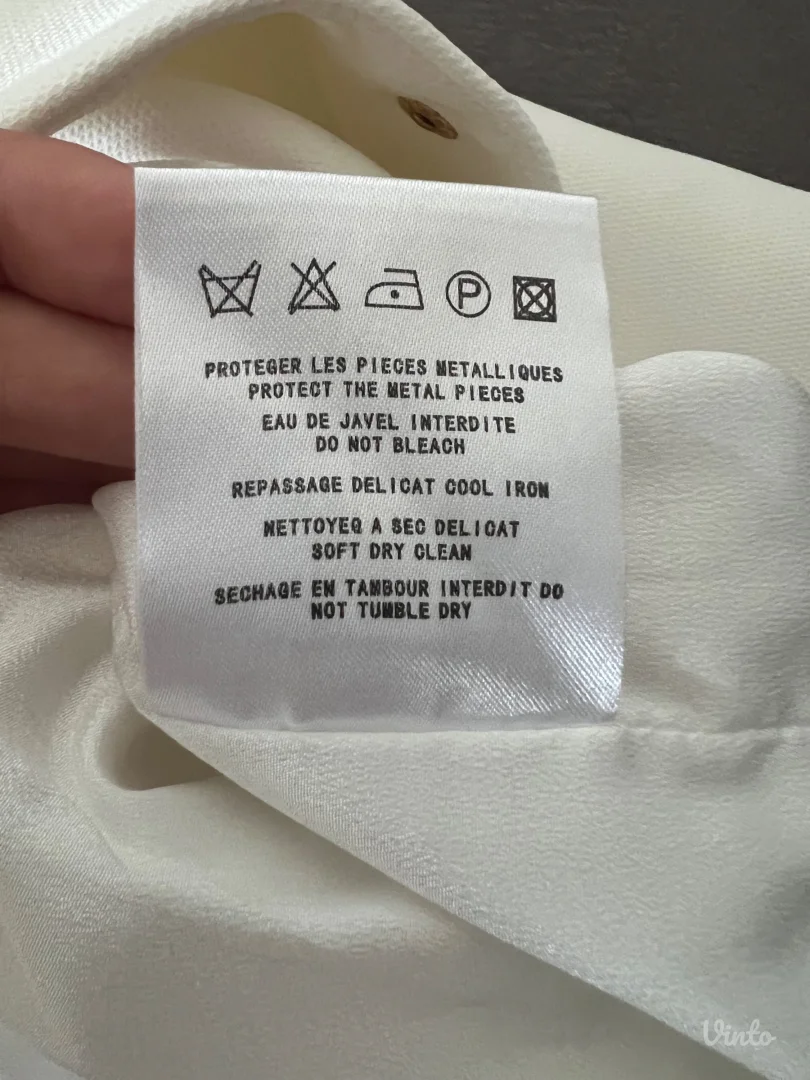 P
PROTEGER LES PIECES METALLIQUES
PROTECT THE METAL PIECES
EAU DE JAVEL INTERDITE
DO NOT BLEACH
REPASSAGE DELICAT COOL IRON
NETTOYEQ A SEC DELICAT
SOFT DRY CLEAN
SECHAGE EN TAMBOUR INTERDIT DO
NOT TUMBLE DRY
Vinto